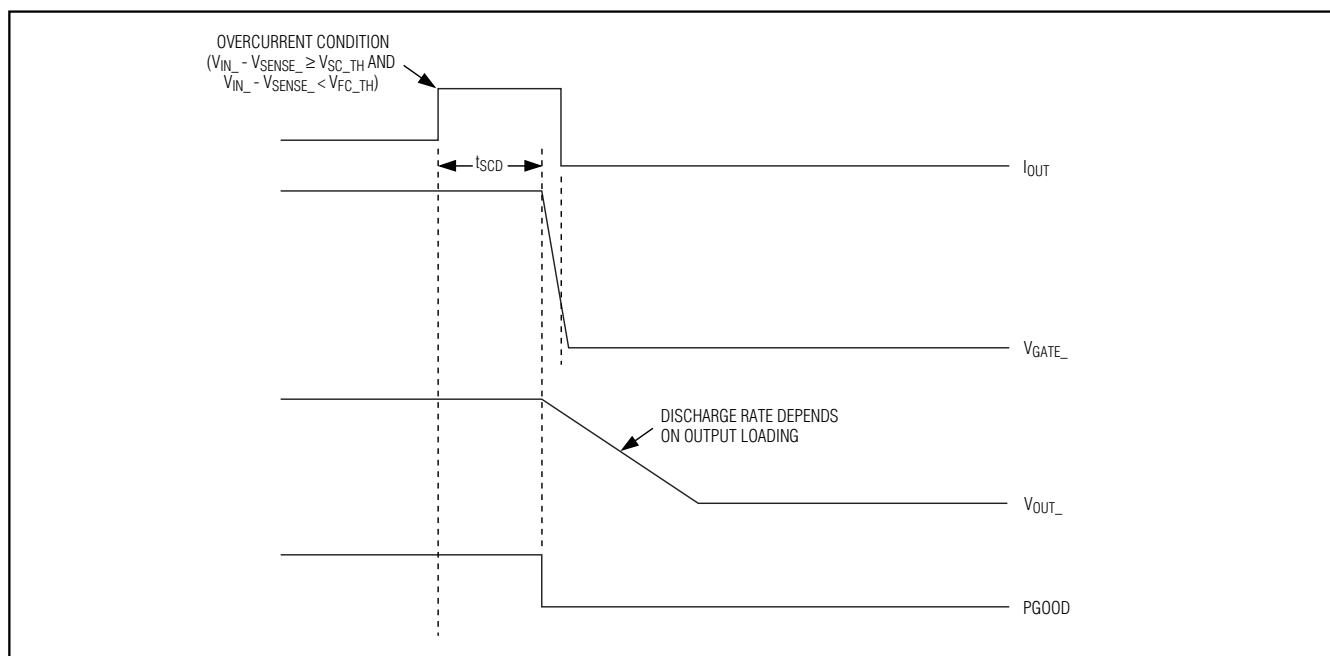 OVERCURRENT CONDITION
(VIN_ - VSENSE_ ≥ VSC_TH AND
VIN_ - VSENSE_ < VFC_TH)
tSCD
IOUT
VGATE_
DISCHARGE RATE DEPENDS
ON OUTPUT LOADING
VOUT_
PGOOD